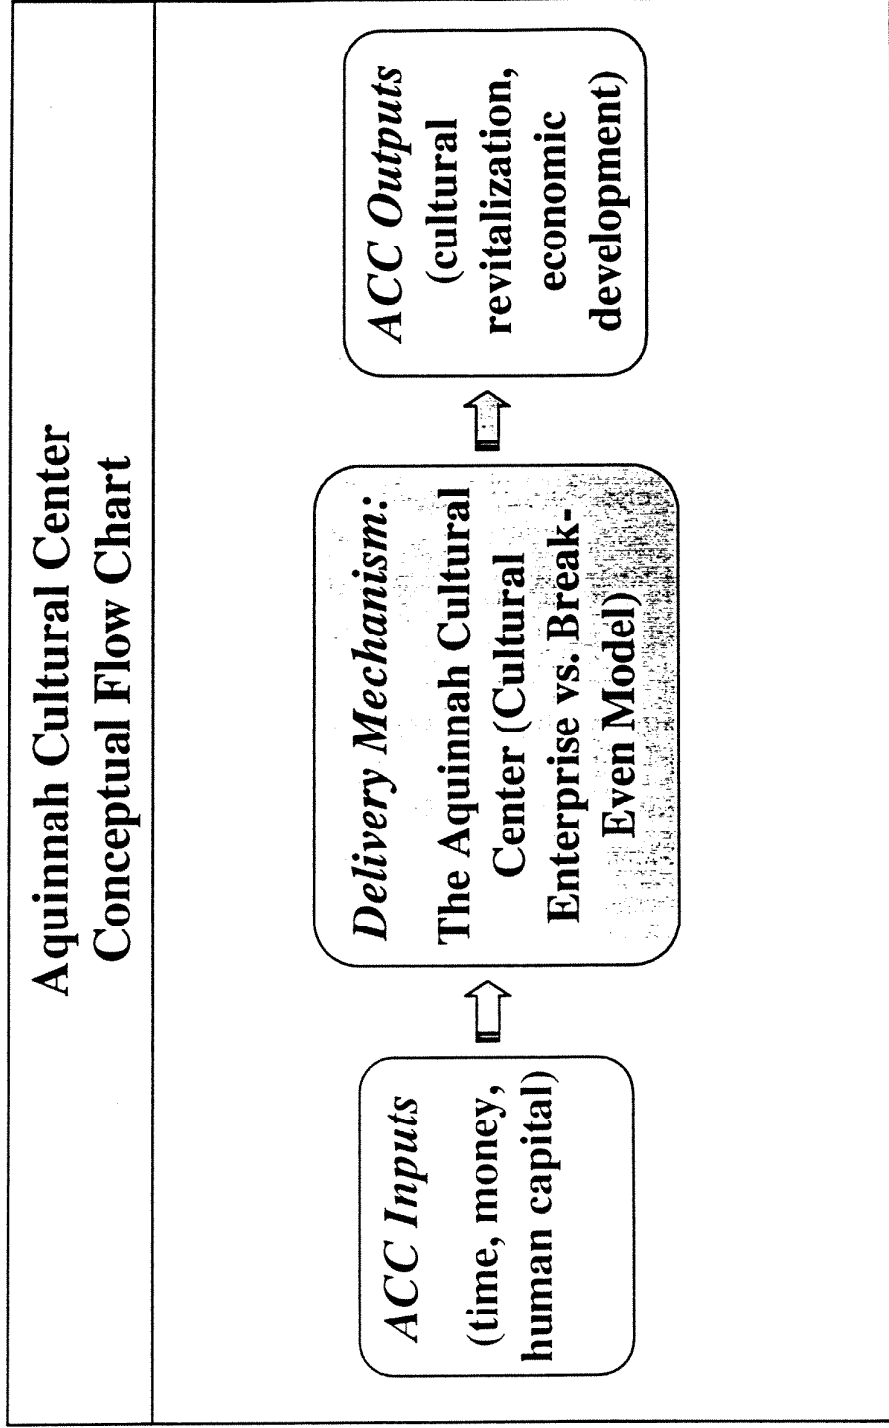 Aquinnah Cultural Center
Conceptual Flow Chart
ACC Inputs
(time, money,
human capital)
Delivery Mechanism:
The Aquinnah Cultural
Center (Cultural
Enterprise vs. Break-
Even Model)
ACC Outputs
(cultural
revitalization,
economic
development)